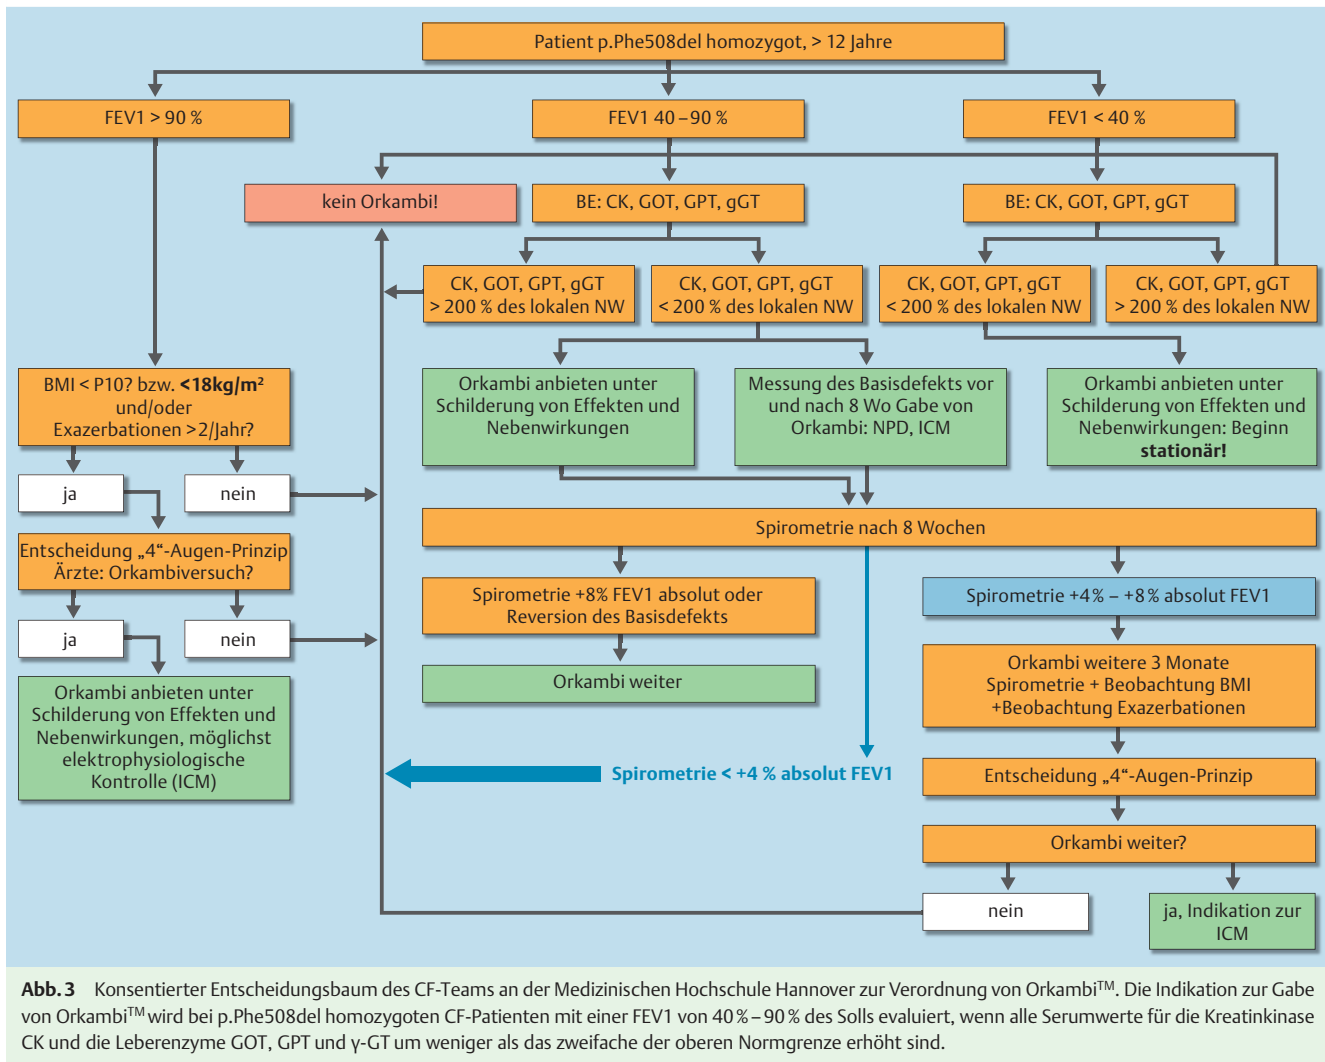 Patient p.Phe508del homozygot, > 12 Jahre
FEV1 > 90 %
FEV1 40 – 90 %
FEV1 < 40 %
kein Orkambi!
BE: CK, GOT, GPT, gGT
BE: CK, GOT, GPT, gGT
CK, GOT, GPT, gGT
> 200 % des lokalen NW
CK, GOT, GPT, gGT
< 200 % des lokalen NW
CK, GOT, GPT, gGT
< 200 % des lokalen NW
CK, GOT, GPT, gGT
> 200 % des lokalen NW
BMI < P10? bzw. <18kg/m²
und/oder
Exazerbationen >2/Jahr?
Orkambi anbieten unter
Schilderung von Effekten und
Nebenwirkungen
Messung des Basisdefekts vor
und nach 8 Wo Gabe von
Orkambi: NPD, ICM
Orkambi anbieten unter
Schilderung von Effekten und
Nebenwirkungen: Beginn
stationär!
ja
nein
Spirometrie nach 8 Wochen
Entscheidung „4“-Augen-Prinzip
Ärzte: Orkambiversuch?
Spirometrie +8% FEV1 absolut oder
Reversion des Basisdefekts
Spirometrie +4 % – +8 % absolut FEV1
ja
nein
Orkambi weiter
Orkambi weitere 3 Monate
Spirometrie + Beobachtung BMI
+Beobachtung Exazerbationen
Orkambi anbieten unter
Schilderung von Effekten und
Nebenwirkungen, möglichst
elektrophysiologische
Kontrolle (ICM)
Spirometrie < +4 % absolut FEV1
Entscheidung „4“-Augen-Prinzip
Orkambi weiter?
nein
ja, Indikation zur
ICM
Abb. 3 Konsentierter Entscheidungsbaum des CF-Teams an der Medizinischen Hochschule Hannover zur Verordnung von Orkambi™. Die Indikation zur Gabe
von Orkambi™ wird bei p.Phe508del homozygoten CF-Patienten mit einer FEV1 von 40 % – 90 % des Solls evaluiert, wenn alle Serumwerte für die Kreatinkinase
CK und die Leberenzyme GOT, GPT und γ-GT um weniger als das zweifache der oberen Normgrenze erhöht sind.